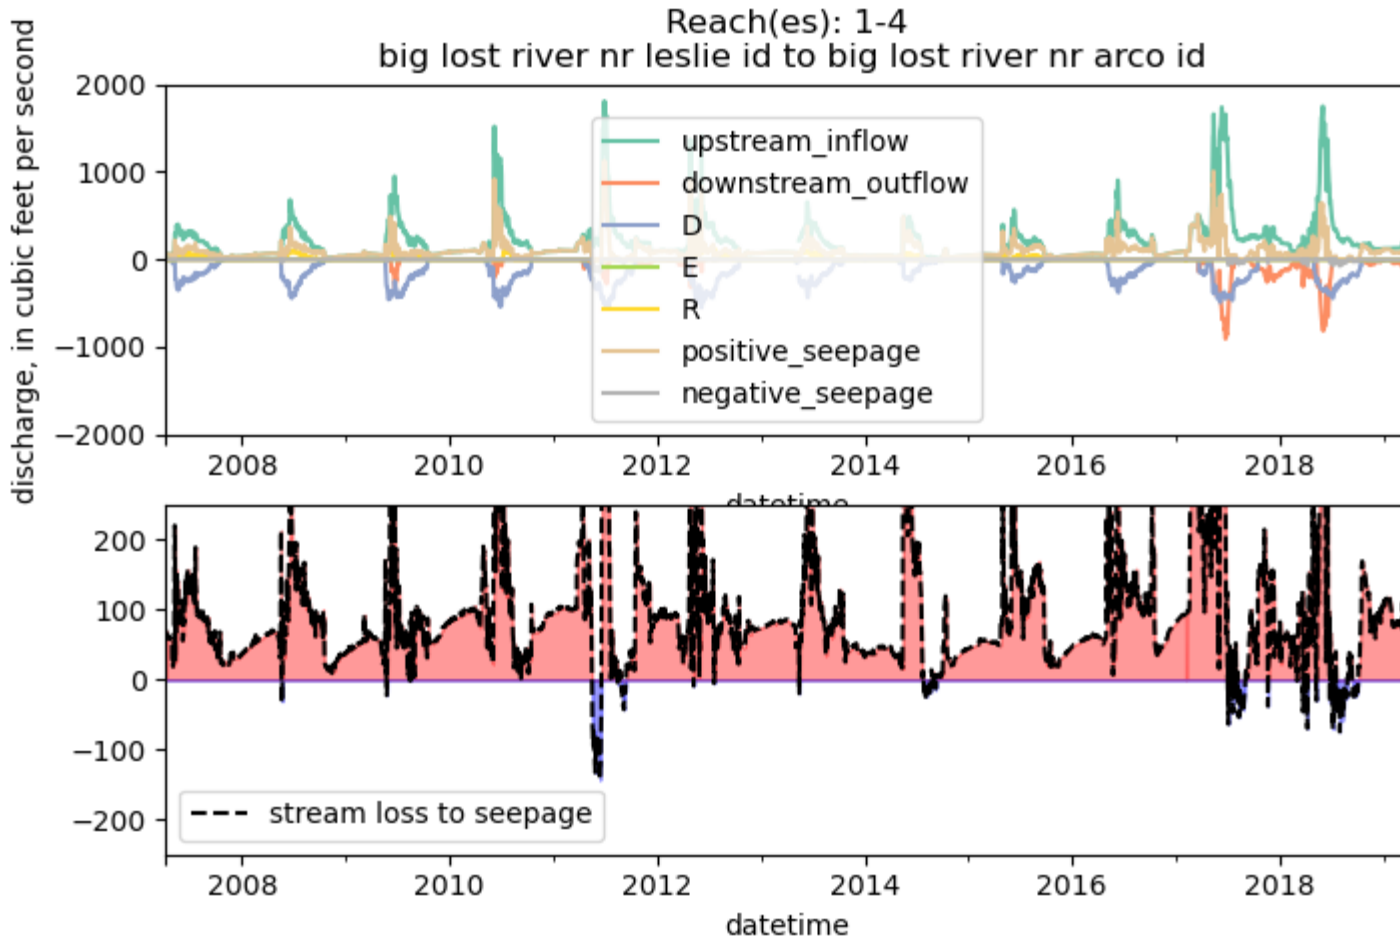 Reach(es): 1-4
big lost river nr leslie id to big lost river nr arco id
discharge, in cubic feet per second
2000
1000
0
−1000
−2000
upstream_inflow
downstream_outflow
D
E
R
positive_seepage
negative_seepage
2008 2010 2012 2014 2016 2018
datetime
200
100
0
−100
−200
stream loss to seepage
2008 2010 2012 2014 2016 2018
datetime